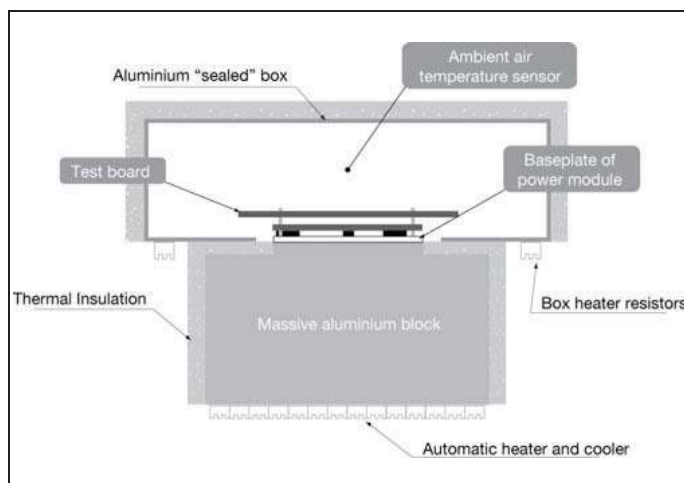 Aluminium “sealed” box
Ambient air
temperature sensor
Test board
Baseplate of
power module
Thermal Insulation
Box heater resistors
Massive aluminium block
Automatic heater and cooler